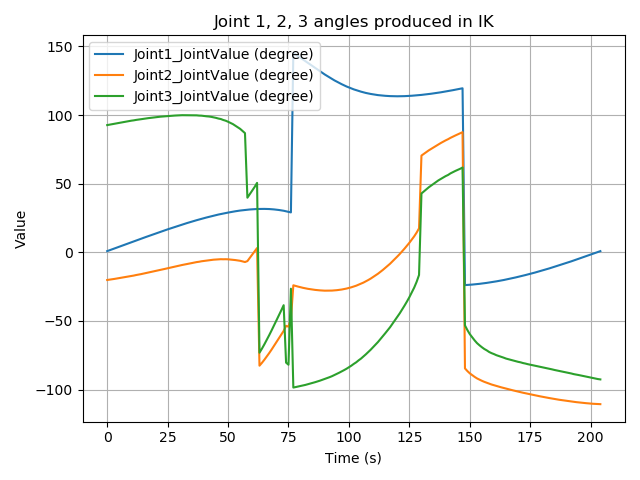 Joint 1, 2, 3 angles produced in IK
Joint1_JointValue (degree)
Joint2_JointValue (degree)
Joint3_JointValue (degree)
Value
150
100
50
0
−50
−100
0
25
50
75
100
125
150
175
200
Time (s)